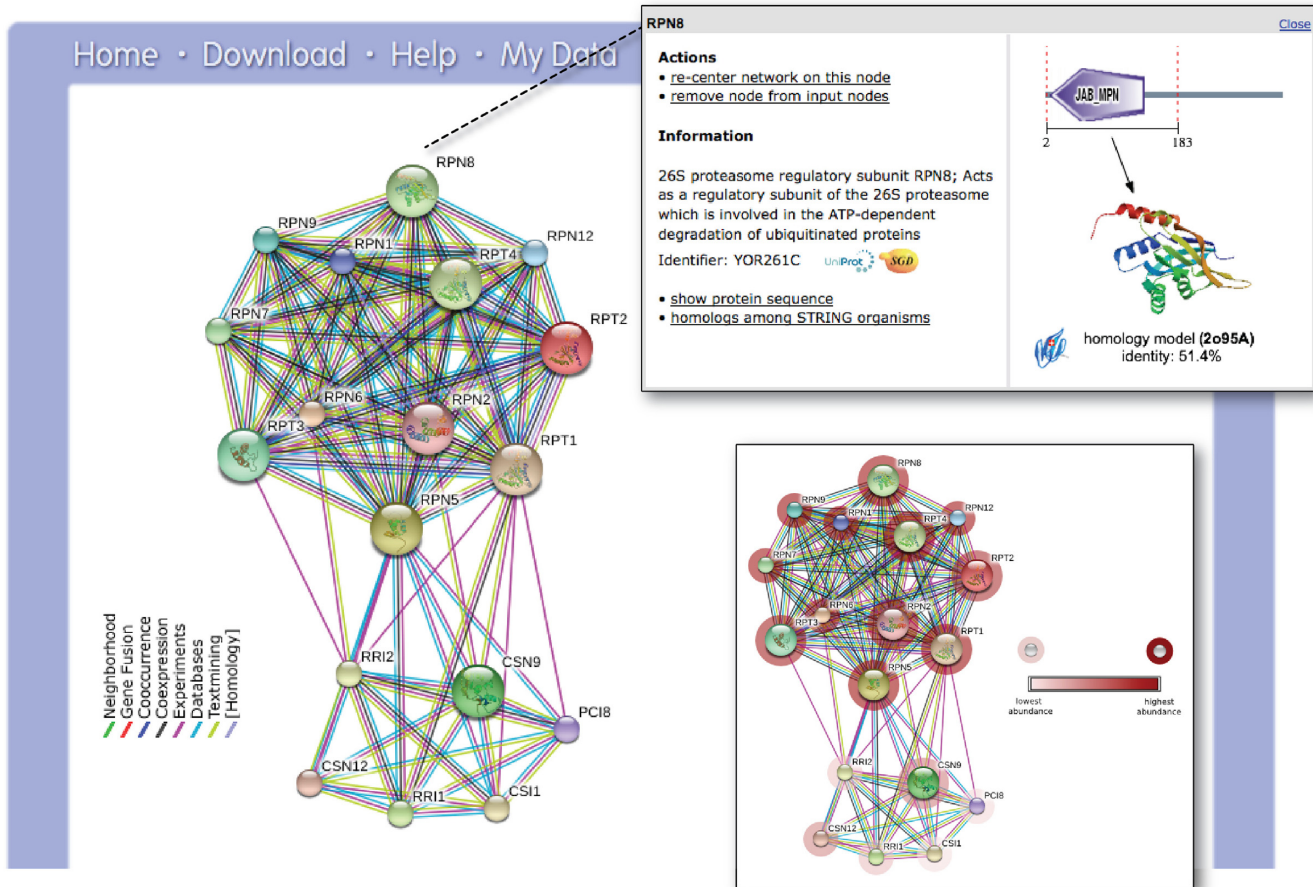 Home · Download · Help · My Data
RPN8
Close
Actions
• re-center network on this node
• remove node from input nodes
Information
26S proteasome regulatory subunit RPN8; Acts
as a regulatory subunit of the 26S proteasome
which is involved in the ATP-dependent
degradation of ubiquitinated proteins
Identifier: YOR261C UniProt SGD
• show protein sequence
• homologs among STRING organisms
JAB_MPN
2
183
homology model (2o95A)
identity: 51.4%
RPN8
RPN9
RPN1
RPN12
RPT4
RPN7
RPT2
RPN6
RPN2
RPT3
RPT1
RPN5
RRI2
CSN9
PCI8
CSN12
RRI1
CSI1
Neighborhood
Gene Fusion
Cooccurrence
Coexpression
Experiments
Databases
Textmining
[Homology]
RPN8
RPN9
RPN1
RPN12
RPT4
RPN7
RPT2
RPN6
RPN2
RPT3
RPT1
RPN5
RRI2
CSN9
PCI8
CSN12
RRI1
CSI1
lowest
abundance
highest
abundance